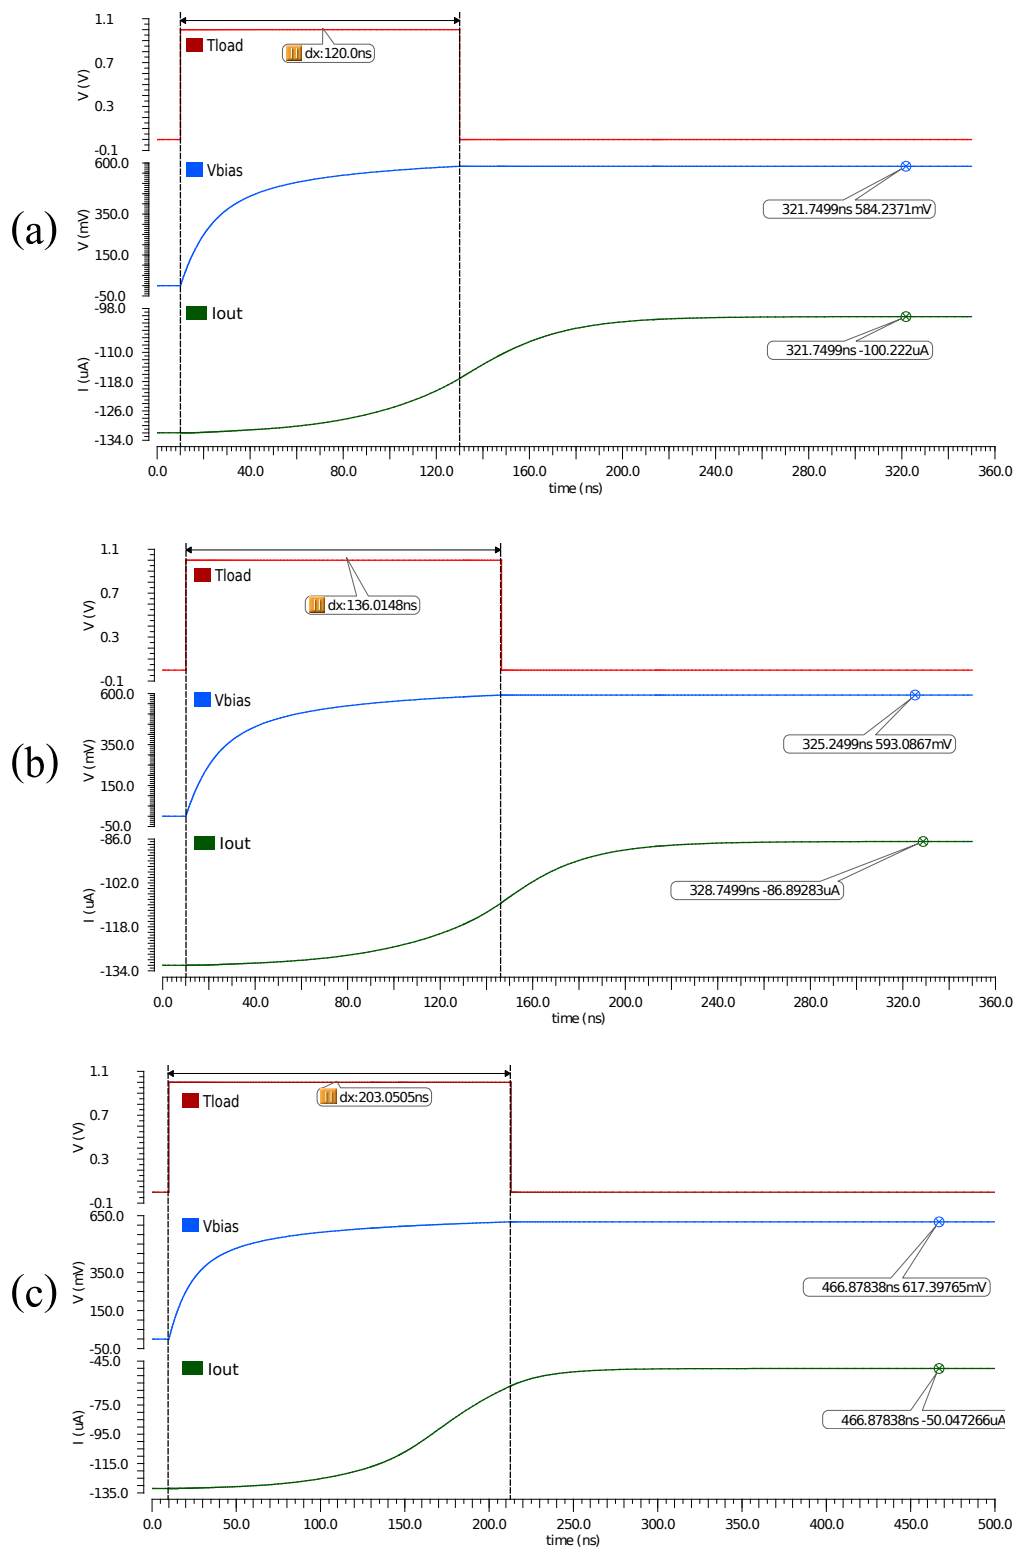 (a)
1.1
0.7
0.3
-0.1
V (V)
Tload
dx:120.0ns
600.0
350.0
150.0
-50.0
V (mV)
Vbias
321.7499ns 584.2371mV
-98.0
-110.0
-118.0
-126.0
-134.0
I (uA)
Iout
321.7499ns -100.222uA
0.0 40.0 80.0 120.0 160.0 200.0 240.0 280.0 320.0 360.0
time (ns)
(b)
1.1
0.7
0.3
-0.1
V (V)
Tload
dx:136.0148ns
600.0
350.0
150.0
-50.0
V (mV)
Vbias
325.2499ns 593.0867mV
-86.0
-102.0
-118.0
-134.0
I (uA)
Iout
328.7499ns -86.89283uA
0.0 40.0 80.0 120.0 160.0 200.0 240.0 280.0 320.0 360.0
time (ns)
(c)
1.1
0.7
0.3
-0.1
V (V)
Tload
dx:203.0505ns
650.0
350.0
150.0
-50.0
V (mV)
Vbias
466.87838ns 617.39765mV
-45.0
-75.0
-95.0
-115.0
-135.0
I (uA)
Iout
466.87838ns -50.047266uA
0.0 50.0 100.0 150.0 200.0 250.0 300.0 350.0 400.0 450.0 500.0
time (ns)